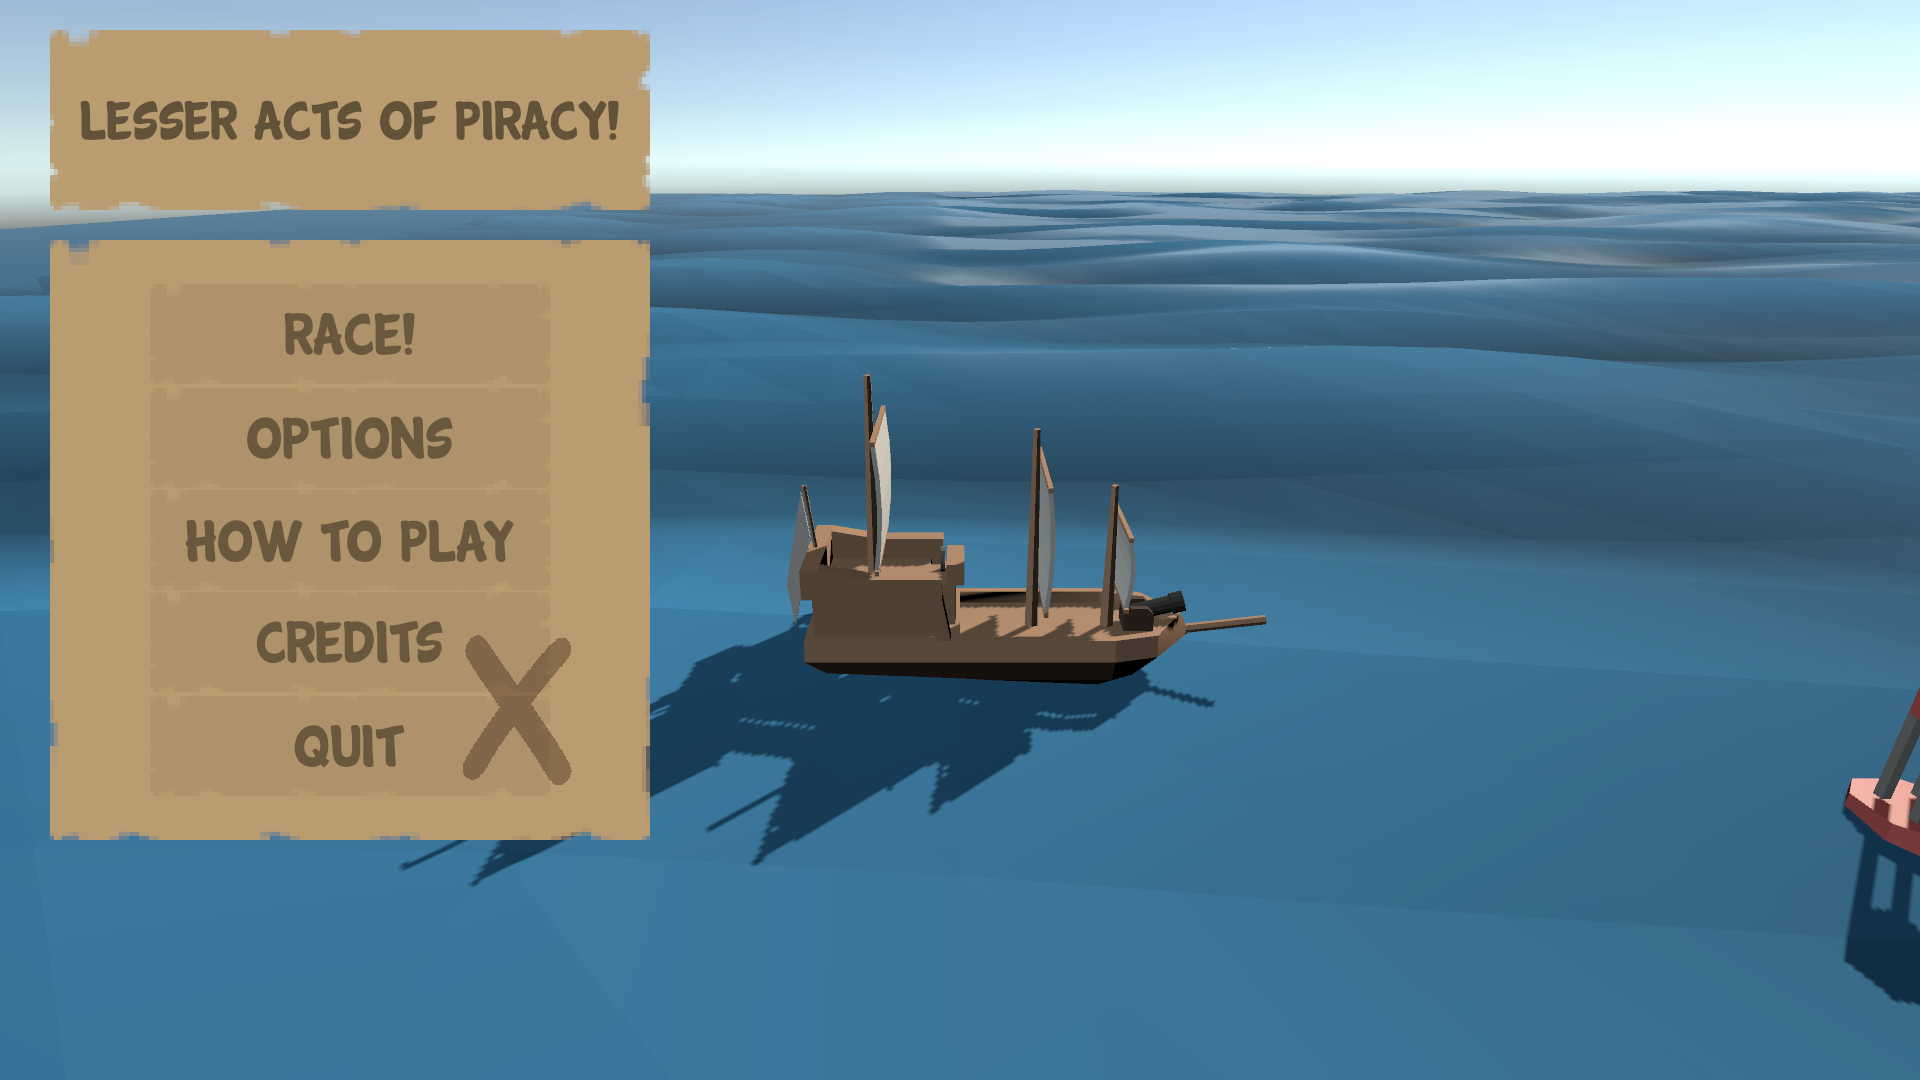 LESSER ACTS OF PIRACY!
RACE!
OPTIONS
HOW TO PLAY
CREDITS
QUIT